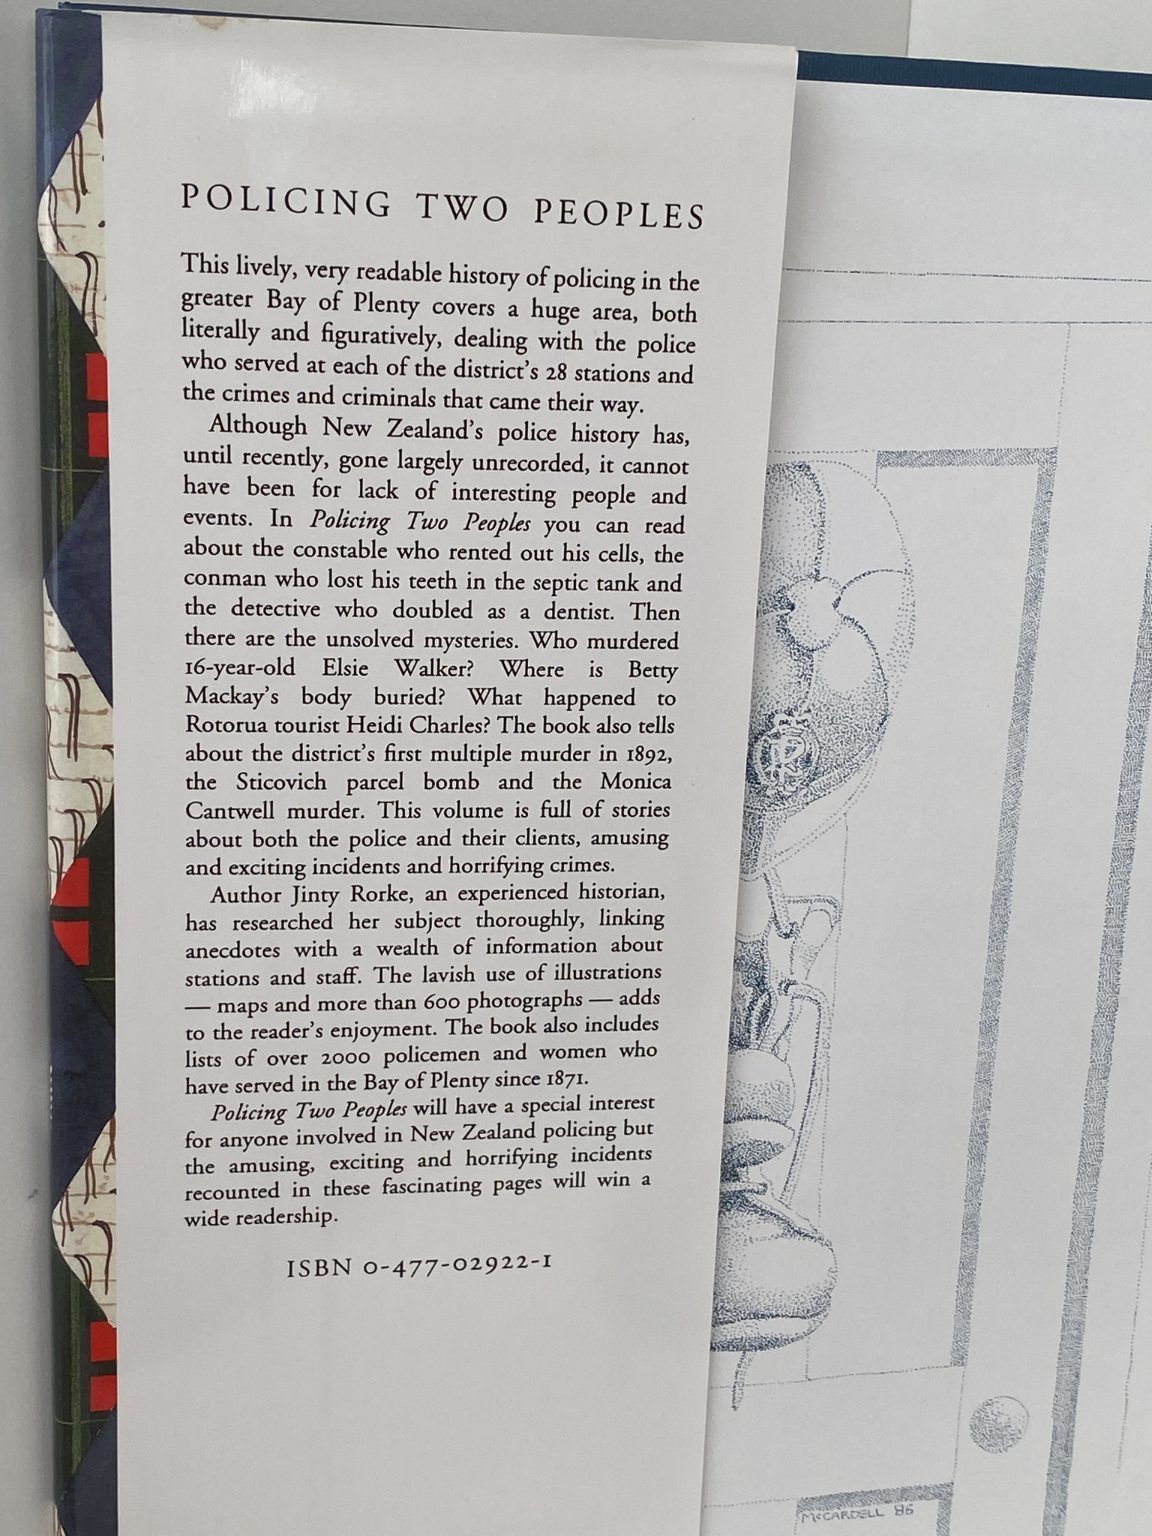 POLICING TWO PEOPLES
This lively, very readable history of policing in the
greater Bay of Plenty covers a huge area, both
literally and figuratively, dealing with the police
who served at each of the district's 28 stations and
the crimes and criminals that came their way.
Although New Zealand's police history has,
until recently, gone largely unrecorded, it cannot
have been for lack of interesting people and
events. In Policing Two Peoples you can read
about the constable who rented out his cells, the
conman who lost his teeth in the septic tank and
the detective who doubled as a dentist. Then
there are the unsolved mysteries. Who murdered
16-year-old Elsie Walker? Where is Betty
Mackay's body buried? What happened to
Rotorua tourist Heidi Charles? The book also tells
about the district's first multiple murder in 1892,
the Sticovich parcel bomb and the Monica
Cantwell murder. This volume is full of stories
about both the police and their clients, amusing
and exciting incidents and horrifying crimes.
Author Jinty Rorke, an experienced historian,
has researched her subject thoroughly, linking
anecdotes with a wealth of information about
stations and staff. The lavish use of illustrations
— maps and more than 600 photographs — adds
to the reader's enjoyment. The book also includes
lists of over 2000 policemen and women who
have served in the Bay of Plenty since 1871.
Policing Two Peoples will have a special interest
for anyone involved in New Zealand policing but
the amusing, exciting and horrifying incidents
recounted in these fascinating pages will win a
wide readership.
ISBN 0-477-02922-1
McCARDELL '86